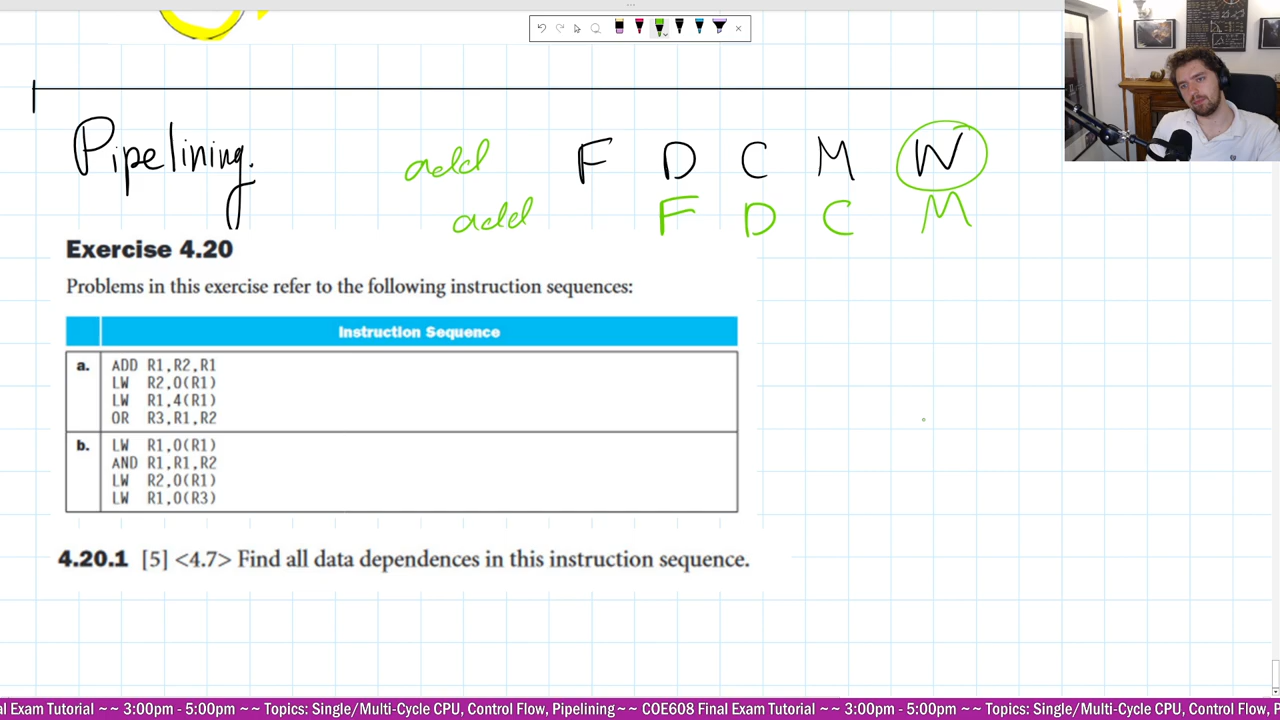 Pipelining.
add F D C M W
add F D C M
Exercise 4.20
Problems in this exercise refer to the following instruction sequences:
Instruction Sequence
a.
ADD R1,R2,R1
LW R2,0(R1)
LW R1,4(R1)
OR R3,R1,R2
b.
LW R1,0(R1)
AND R1,R1,R2
LW R2,0(R1)
LW R1,0(R3)
4.20.1 [5] <4.7> Find all data dependences in this instruction sequence.
al Exam Tutorial ~~ 3:00pm - 5:00pm ~~ Topics: Single/Multi-Cycle CPU, Control Flow, Pipelining ~~ COE608 Final Exam Tutorial ~~ 3:00pm - 5:00pm ~~ Topics: Single/Multi-Cycle CPU, Control Flow, P